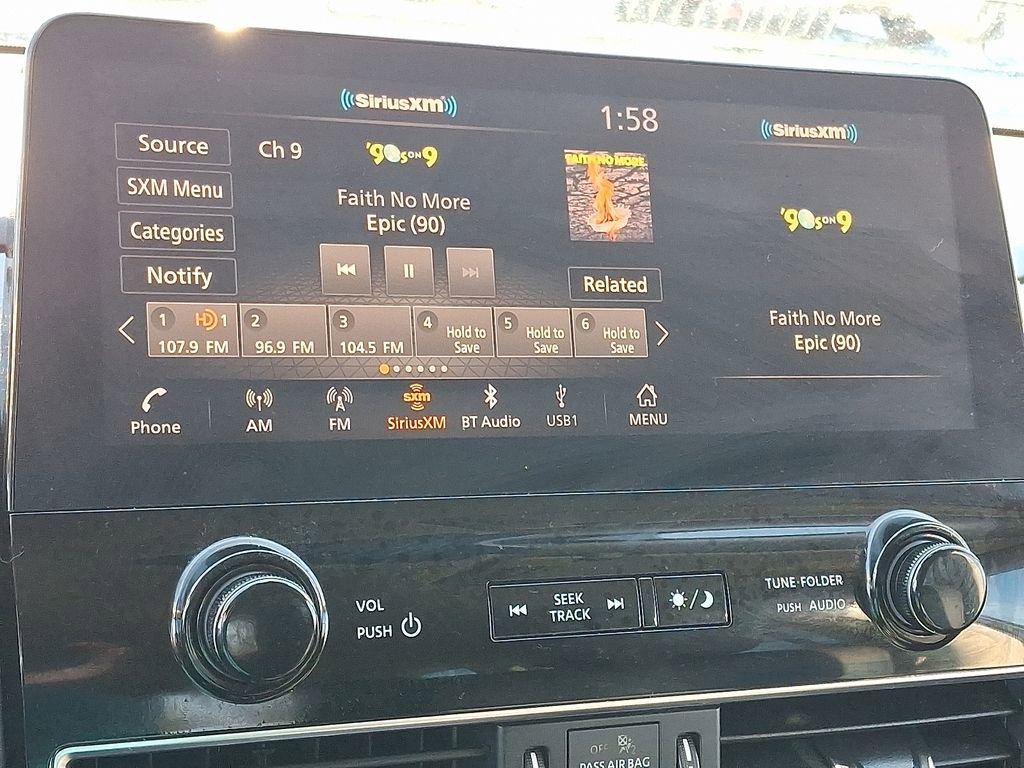 SiriusXM
1:58
SiriusXM
Source
Ch 9
'90s ON 9
SXM Menu
Categories
Notify
Faith No More
Epic (90)
FAITH NO MORE.
Related
'90s ON 9
Faith No More
Epic (90)
1 HD 1
107.9 FM
2
96.9 FM
3
104.5 FM
4 Hold to
Save
5 Hold to
Save
6 Hold to
Save
Phone
AM
FM
sxm
SiriusXM
BT Audio
USB1
MENU
VOL
PUSH
SEEK
TRACK
TUNE·FOLDER
PUSH AUDIO
OFF
PASS AIR BAG